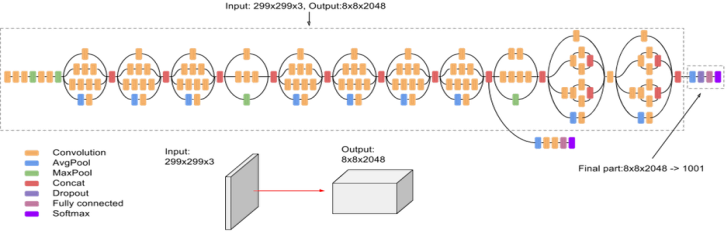 Input: 299x299x3, Output:8x8x2048
Convolution
AvgPool
MaxPool
Concat
Dropout
Fully connected
Softmax
Input:
299x299x3
Output:
8x8x2048
Final part:8x8x2048 -> 1001